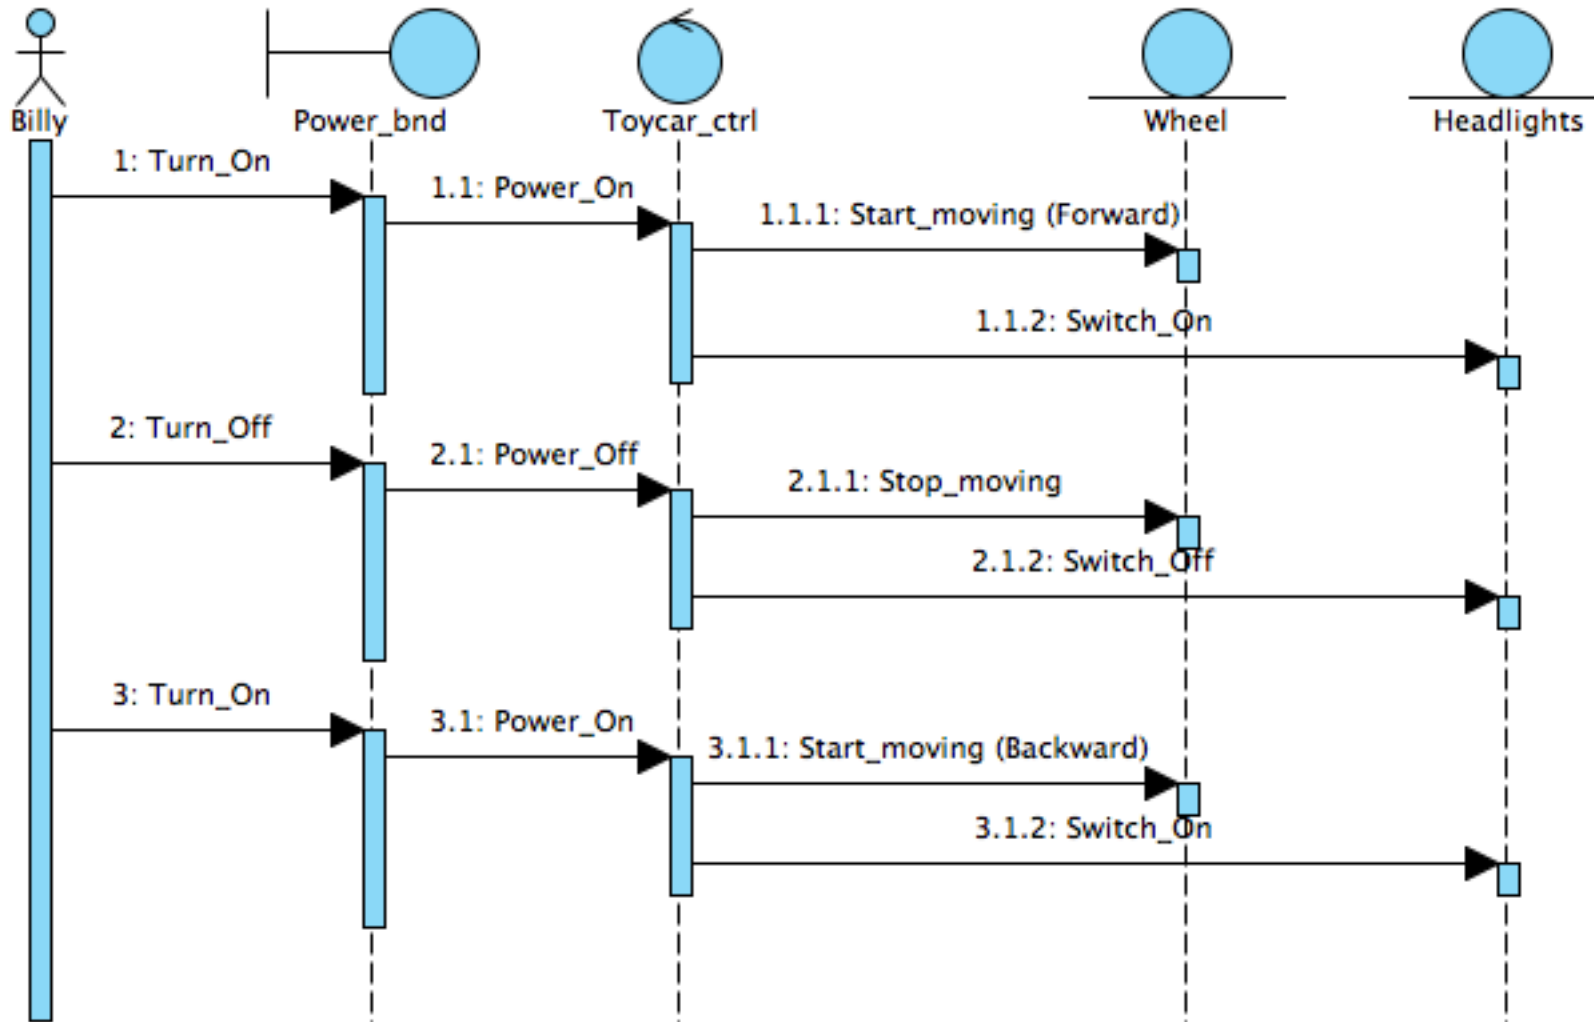 Billy
Power_bnd
Toycar_ctrl
Wheel
Headlights
1: Turn_On
1.1: Power_On
1.1.1: Start_moving (Forward)
1.1.2: Switch_On
2: Turn_Off
2.1: Power_Off
2.1.1: Stop_moving
2.1.2: Switch_Off
3: Turn_On
3.1: Power_On
3.1.1: Start_moving (Backward)
3.1.2: Switch_On